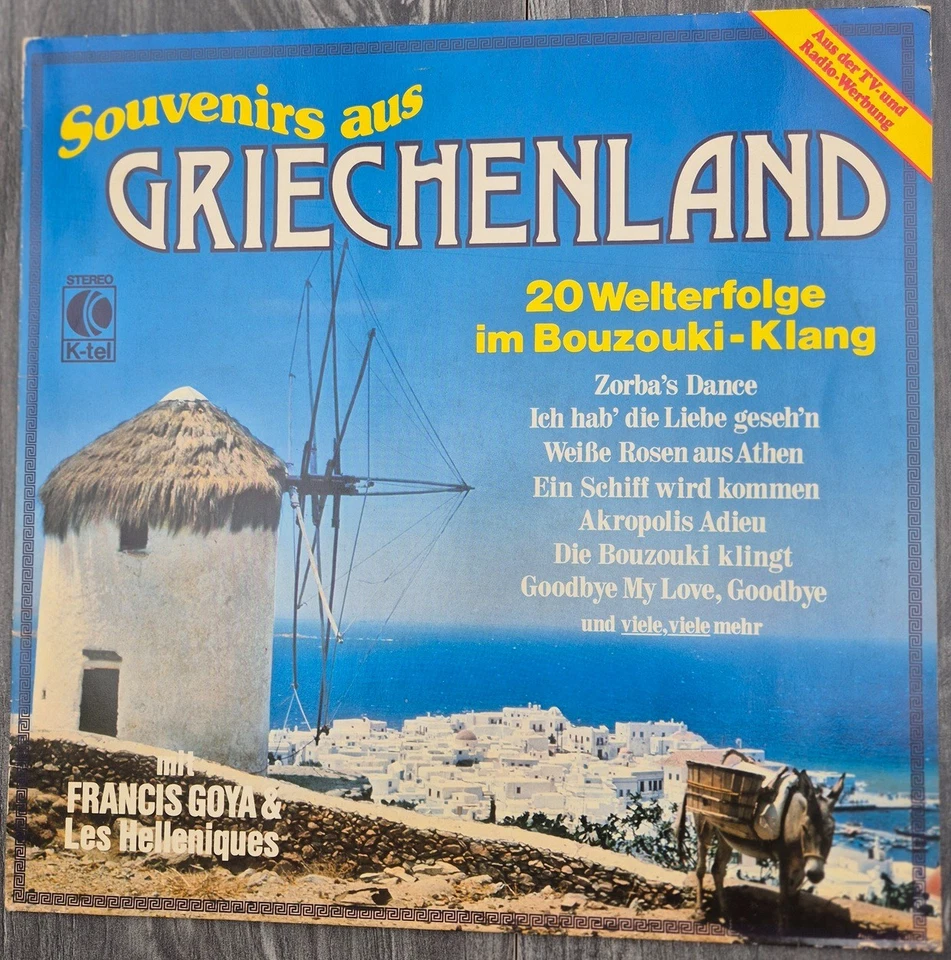 Aus der TV-und
Radio-Werbung
Souvenirs aus
GRIECHENLAND
STEREO
K-tel
20 Welterfolge
im Bouzouki-Klang
Zorba's Dance
Ich hab' die Liebe geseh'n
Weiße Rosen aus Athen
Ein Schiff wird kommen
Akropolis Adieu
Die Bouzouki klingt
Goodbye My Love, Goodbye
und viele, viele mehr
mit
FRANCIS GOYA &
Les Helleniques